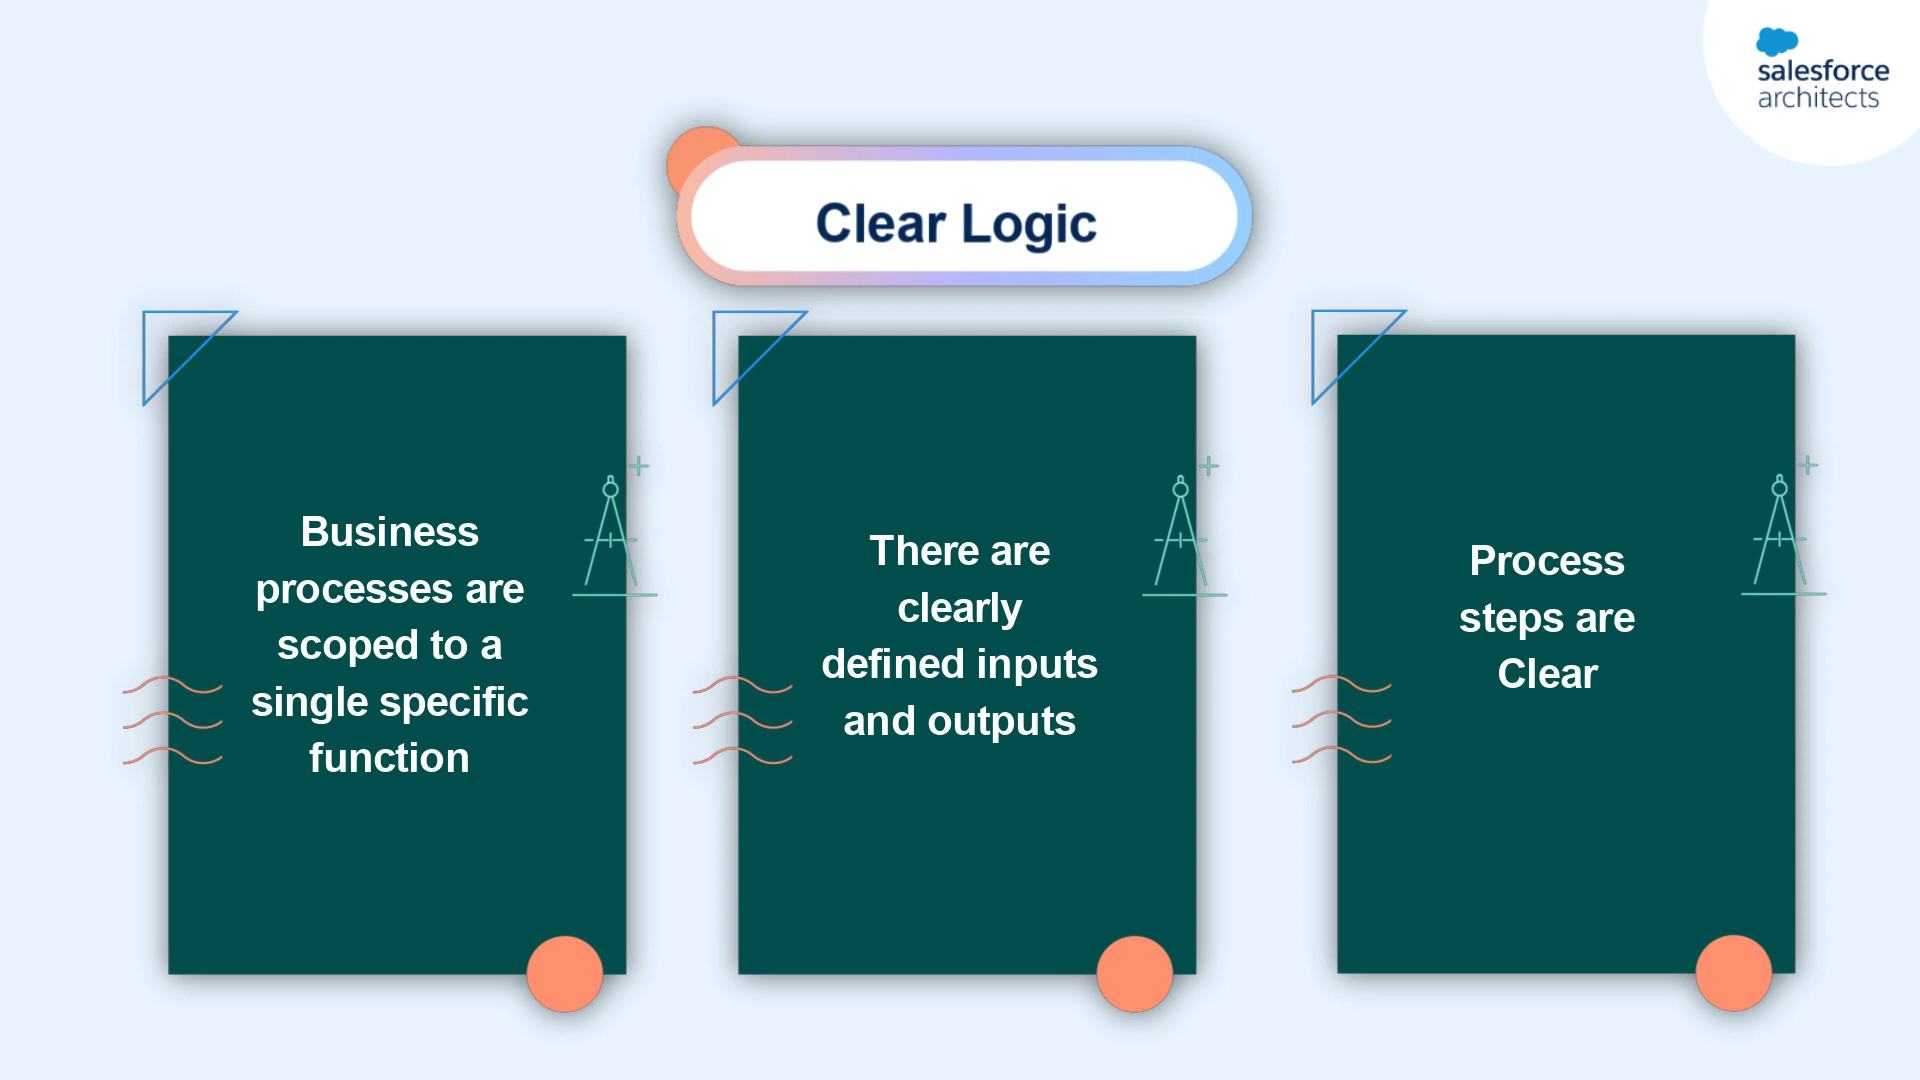 salesforce
architects
Clear Logic
Business
processes are
scoped to a
single specific
function
There are
clearly
defined inputs
and outputs
Process
steps are
Clear